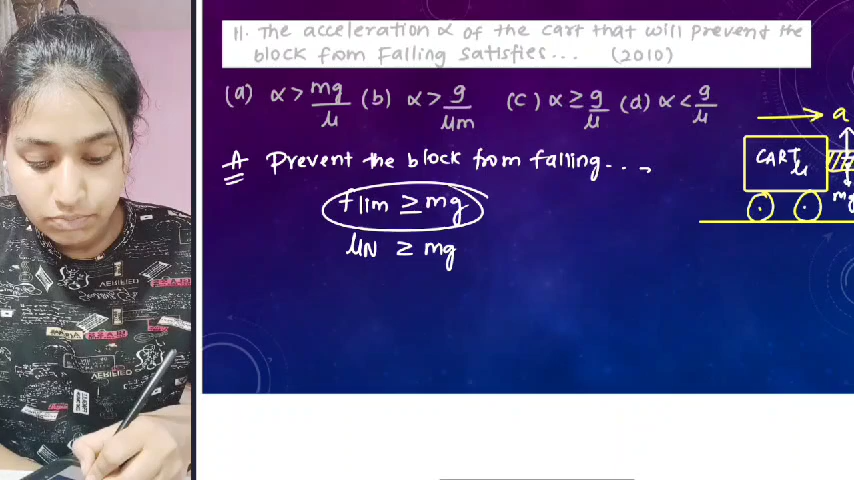 11. The acceleration α of the cart that will prevent the
block from Falling satisfies... (2010)
(a) α > mg/μ (b) α > g/μm (c) α ≥ g/μ (d) α < g/μ
A Prevent the block from falling...,
flim ≥ mg
μN ≥ mg
a
CART μ
mg